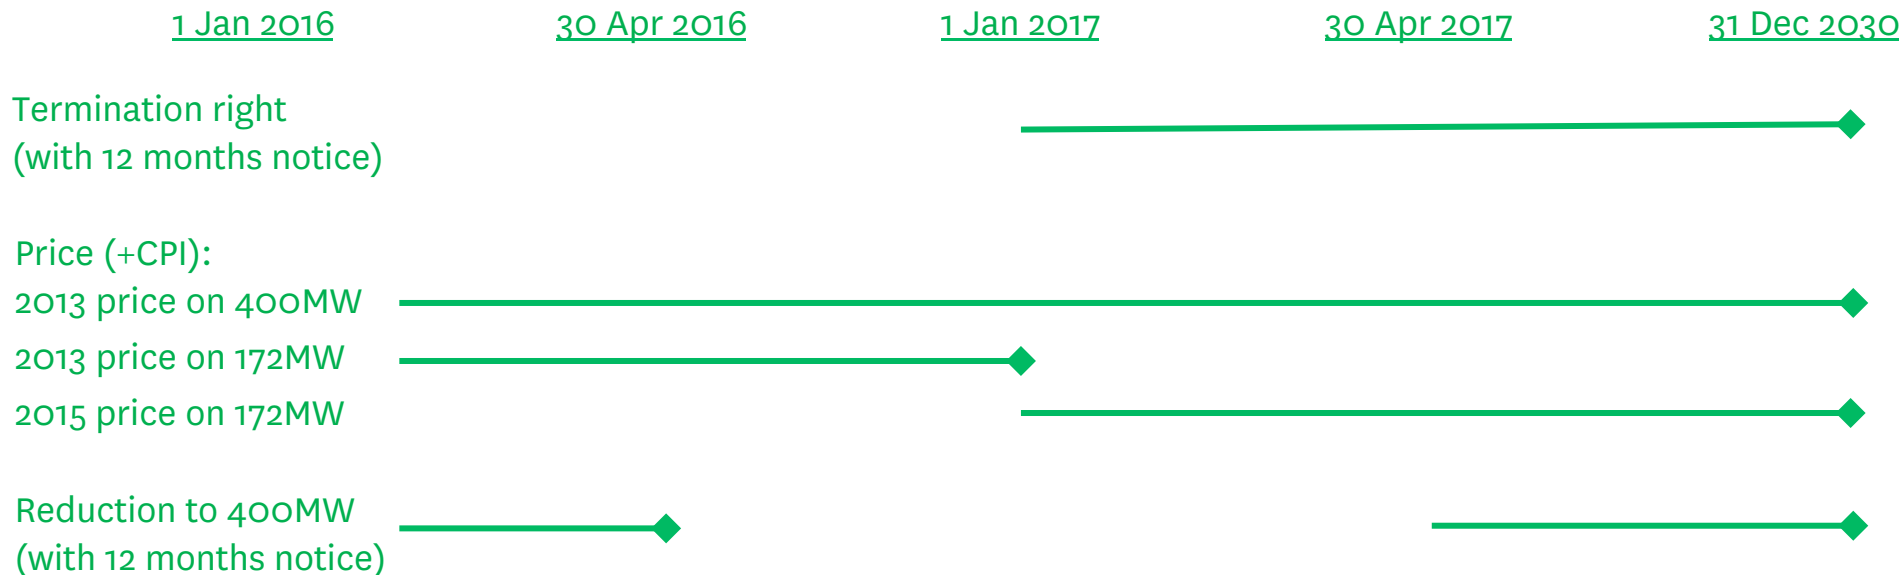 1 Jan 2016 30 Apr 2016 1 Jan 2017 30 Apr 2017 31 Dec 2030
Termination right
(with 12 months notice)
Price (+CPI):
2013 price on 400MW
2013 price on 172MW
2015 price on 172MW
Reduction to 400MW
(with 12 months notice)